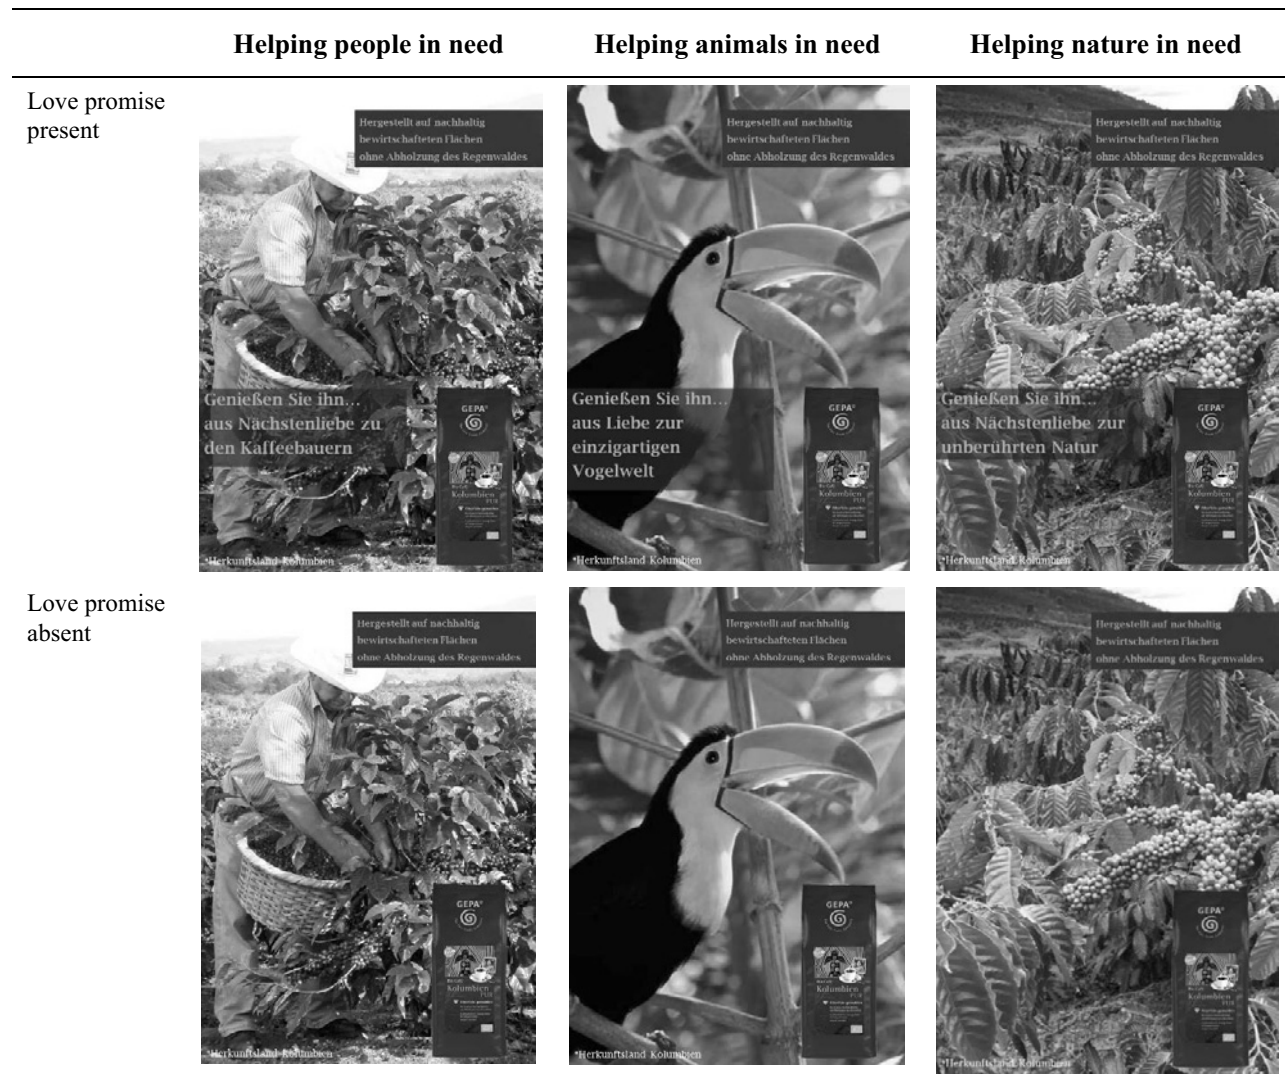 Helping people in need
Helping animals in need
Helping nature in need
Love promise
present
Hergestellt auf nachhaltig
bewirtschafteten Flächen
ohne Abholzung des Regenwaldes
Genießen Sie ihn...
aus Nächstenliebe zu
den Kaffeebauern
GEPA®
Kolumbien
PUR
*Herkunftsland Kolumbien
Hergestellt auf nachhaltig
bewirtschafteten Flächen
ohne Abholzung des Regenwaldes
Genießen Sie ihn...
aus Liebe zur
einzigartigen
Vogelwelt
GEPA®
Kolumbien
PUR
*Herkunftsland Kolumbien
Hergestellt auf nachhaltig
bewirtschafteten Flächen
ohne Abholzung des Regenwaldes
Genießen Sie ihn...
aus Nächstenliebe zur
unberührten Natur
GEPA®
Kolumbien
PUR
*Herkunftsland Kolumbien
Love promise
absent
Hergestellt auf nachhaltig
bewirtschafteten Flächen
ohne Abholzung des Regenwaldes
GEPA®
Kolumbien
PUR
*Herkunftsland Kolumbien
Hergestellt auf nachhaltig
bewirtschafteten Flächen
ohne Abholzung des Regenwaldes
GEPA®
Kolumbien
PUR
*Herkunftsland Kolumbien
Hergestellt auf nachhaltig
bewirtschafteten Flächen
ohne Abholzung des Regenwaldes
GEPA®
Kolumbien
PUR
*Herkunftsland Kolumbien